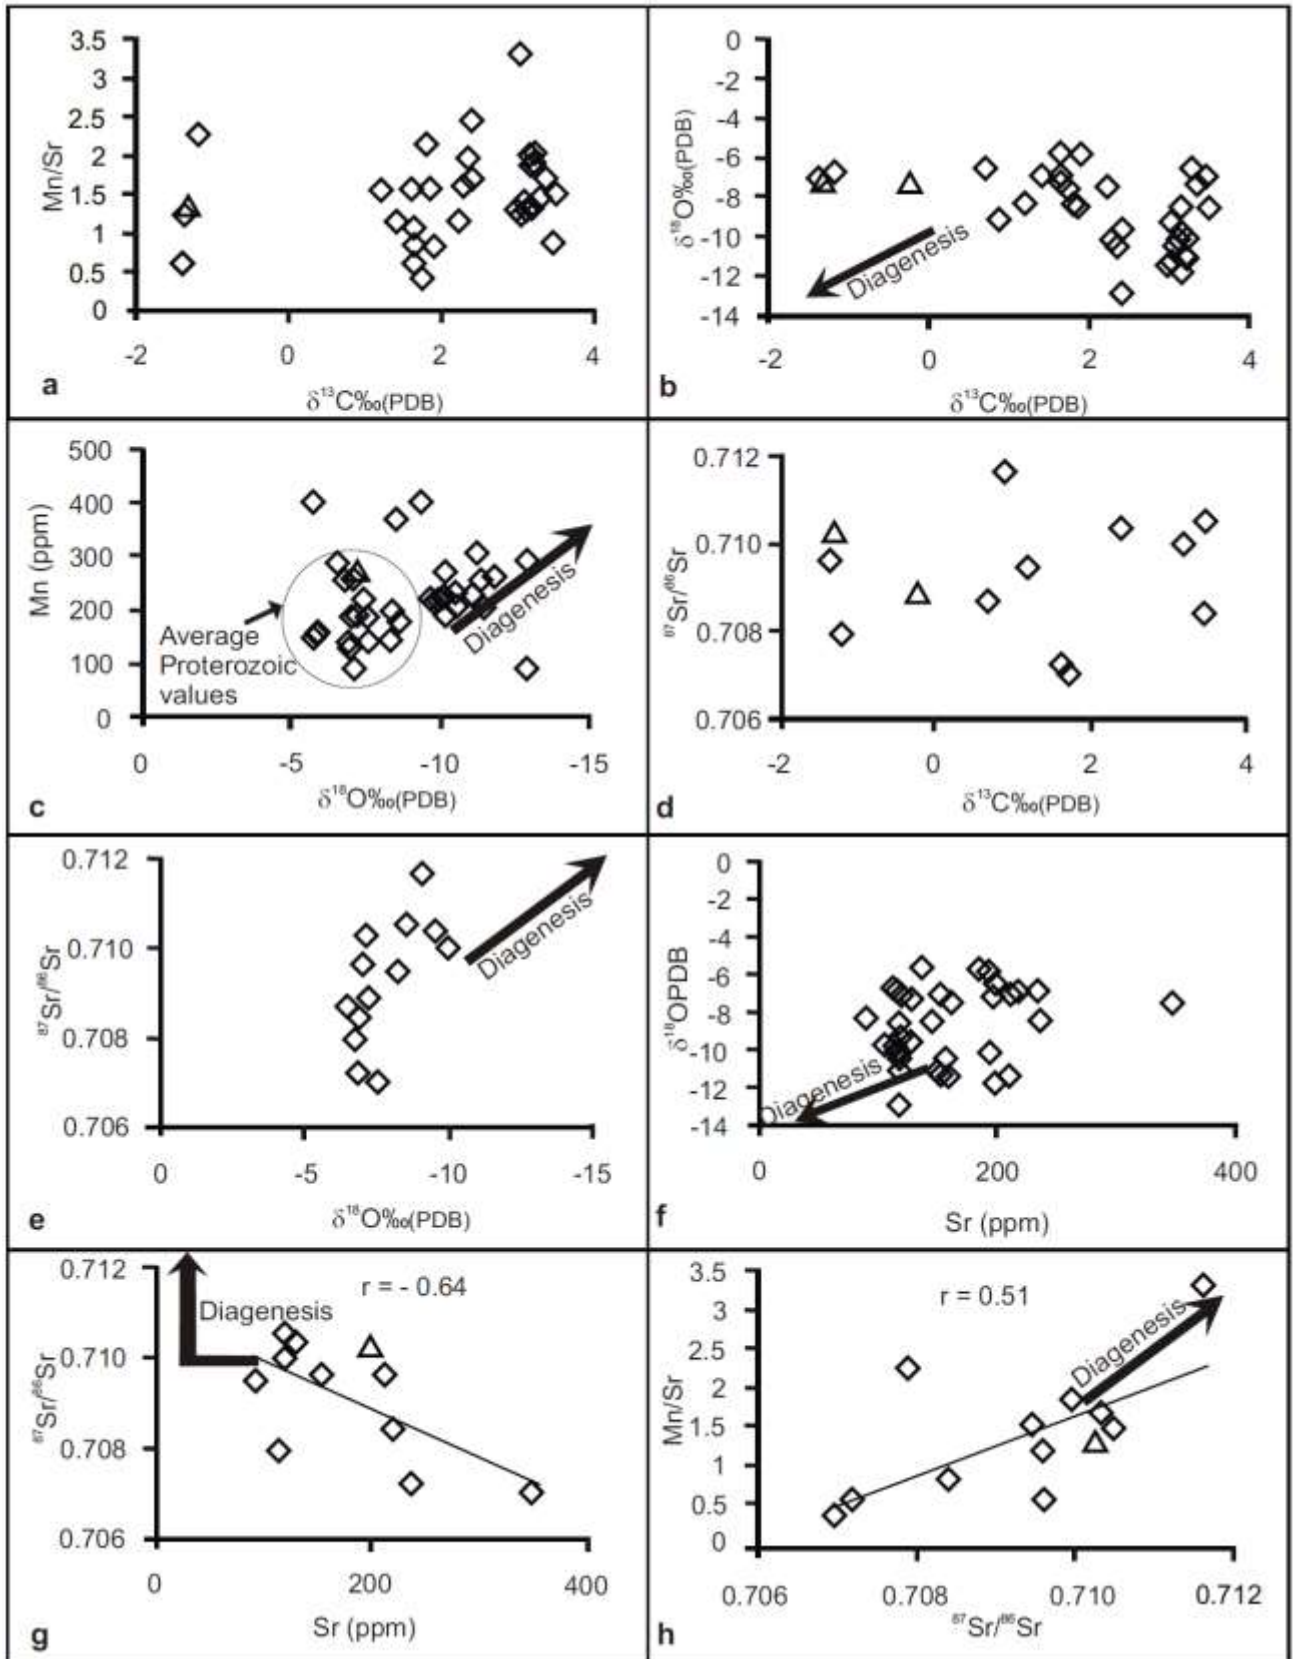 3.5
3
2.5
2
1.5
1
0.5
0
Mn/Sr
-2 0 2 4
δ¹³C‰(PDB)
a
0
-2
-4
-6
-8
-10
-12
-14
δ¹⁸O‰(PDB)
Diagenesis
-2 0 2 4
δ¹³C‰(PDB)
b
500
400
300
200
100
0
Mn (ppm)
Average
Proterozoic
values
Diagenesis
0 -5 -10 -15
δ¹⁸O‰(PDB)
c
0.712
0.710
0.708
0.706
⁸⁷Sr/⁸⁶Sr
-2 0 2 4
δ¹³C‰(PDB)
d
0.712
0.710
0.708
0.706
⁸⁷Sr/⁸⁶Sr
Diagenesis
0 -5 -10 -15
δ¹⁸O‰(PDB)
e
0
-2
-4
-6
-8
-10
-12
-14
δ¹⁸OPDB
Diagenesis
0 200 400
Sr (ppm)
f
0.712
0.710
0.708
0.706
⁸⁷Sr/⁸⁶Sr
r = - 0.64
Diagenesis
0 200 400
Sr (ppm)
g
3.5
3
2.5
2
1.5
1
0.5
0
Mn/Sr
r = 0.51
Diagenesis
0.706 0.708 0.710 0.712
⁸⁷Sr/⁸⁶Sr
h